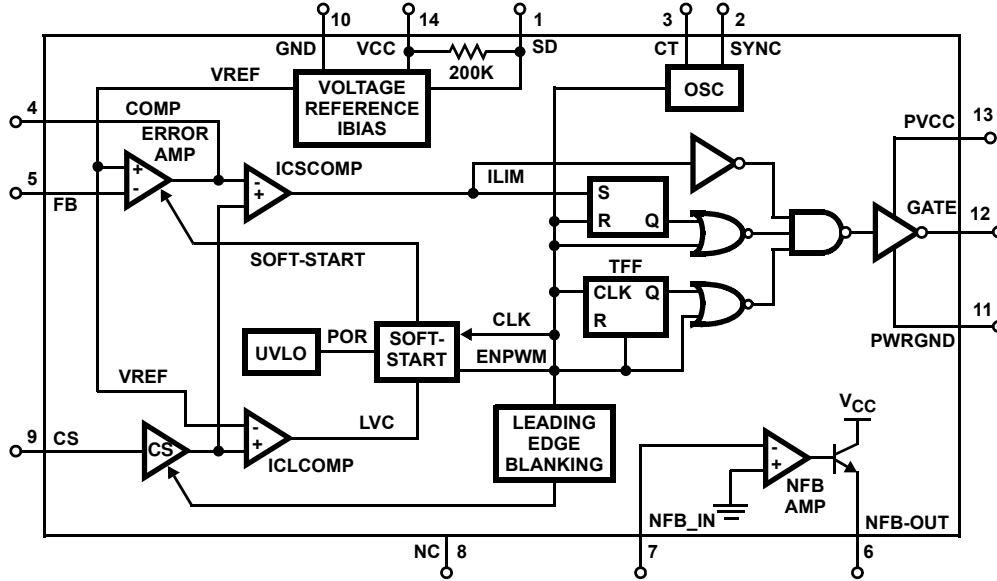 10
14
1
3
2
GND
VCC
SD
CT
SYNC
200K
VREF
VOLTAGE
REFERENCE
IBIAS
OSC
4
COMP
ERROR
AMP
PVCC
13
+
-
ICSCOMP
-
+
ILIM
5
FB
S
R
Q
GATE
12
SOFT-START
TFF
CLK
Q
R
11
PWRGND
UVLO
POR
SOFT-
START
CLK
ENPWM
VREF
LVC
LEADING
EDGE
BLANKING
VCC
9
CS
CS
-
+
ICLCOMP
-
+
NFB
AMP
NFB_IN
NFB-OUT
NC
8
7
6